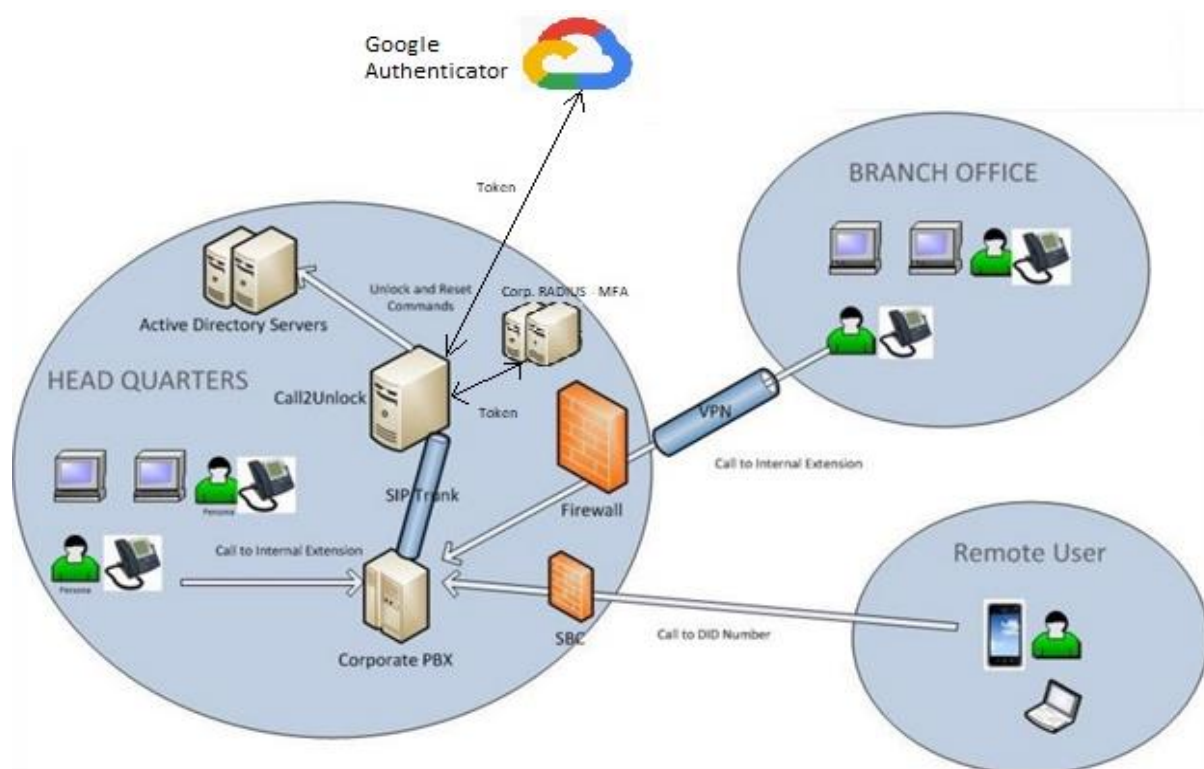 Google
Authenticator
Token
BRANCH OFFICE
Unlock and Reset
Commands
Corp. RADIUS - MFA
Active Directory Servers
HEAD QUARTERS
Call2Unlock
Token
VPN
Call to Internal Extension
SIP Trunk
Firewall
Persona
Call to Internal Extension
Persona
Remote User
SBC
Call to DID Number
Corporate PBX